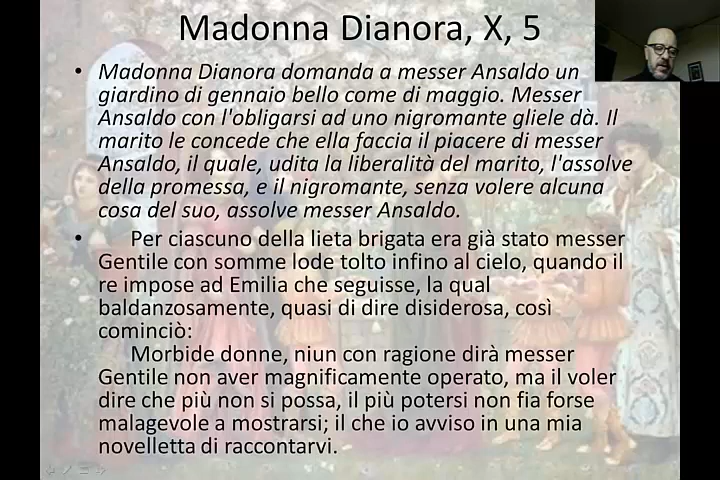 Madonna Dianora, X, 5
• Madonna Dianora domanda a messer Ansaldo un
giardino di gennaio bello come di maggio. Messer
Ansaldo con l'obligarsi ad uno nigromante gliele dà. Il
marito le concede che ella faccia il piacere di messer
Ansaldo, il quale, udita la liberalità del marito, l'assolve
della promessa, e il nigromante, senza volere alcuna
cosa del suo, assolve messer Ansaldo.
• Per ciascuno della lieta brigata era già stato messer
Gentile con somme lode tolto infino al cielo, quando il
re impose ad Emilia che seguisse, la qual
baldanzosamente, quasi di dire disiderosa, così
cominciò:
Morbide donne, niun con ragione dirà messer
Gentile non aver magnificamente operato, ma il voler
dire che più non si possa, il più potersi non fia forse
malagevole a mostrarsi; il che io avviso in una mia
novelletta di raccontarvi.